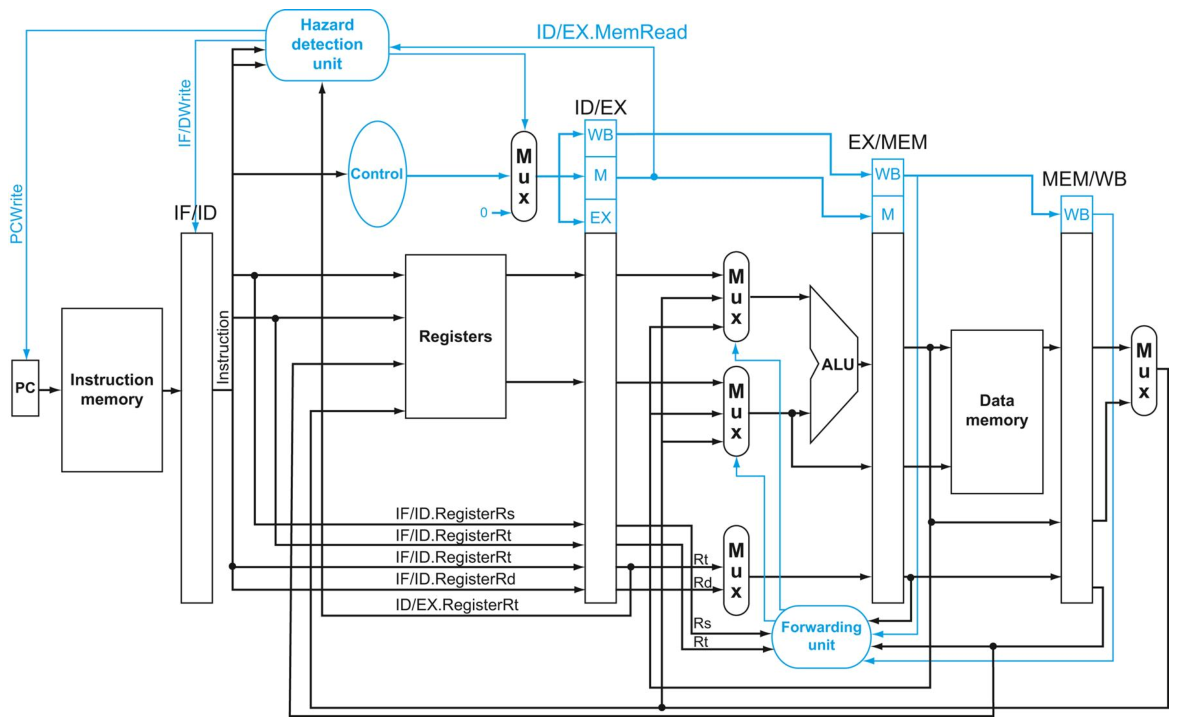 Hazard
detection
unit
ID/EX.MemRead
PCWrite
IF/DWrite
ID/EX
WB
M
EX
EX/MEM
WB
M
MEM/WB
WB
Control
M
u
x
0
IF/ID
Instruction
PC
Instruction
memory
Registers
M
u
x
M
u
x
ALU
Data
memory
M
u
x
IF/ID.RegisterRs
IF/ID.RegisterRt
IF/ID.RegisterRt
IF/ID.RegisterRd
ID/EX.RegisterRt
Rt
Rd
M
u
x
Rs
Rt
Forwarding
unit